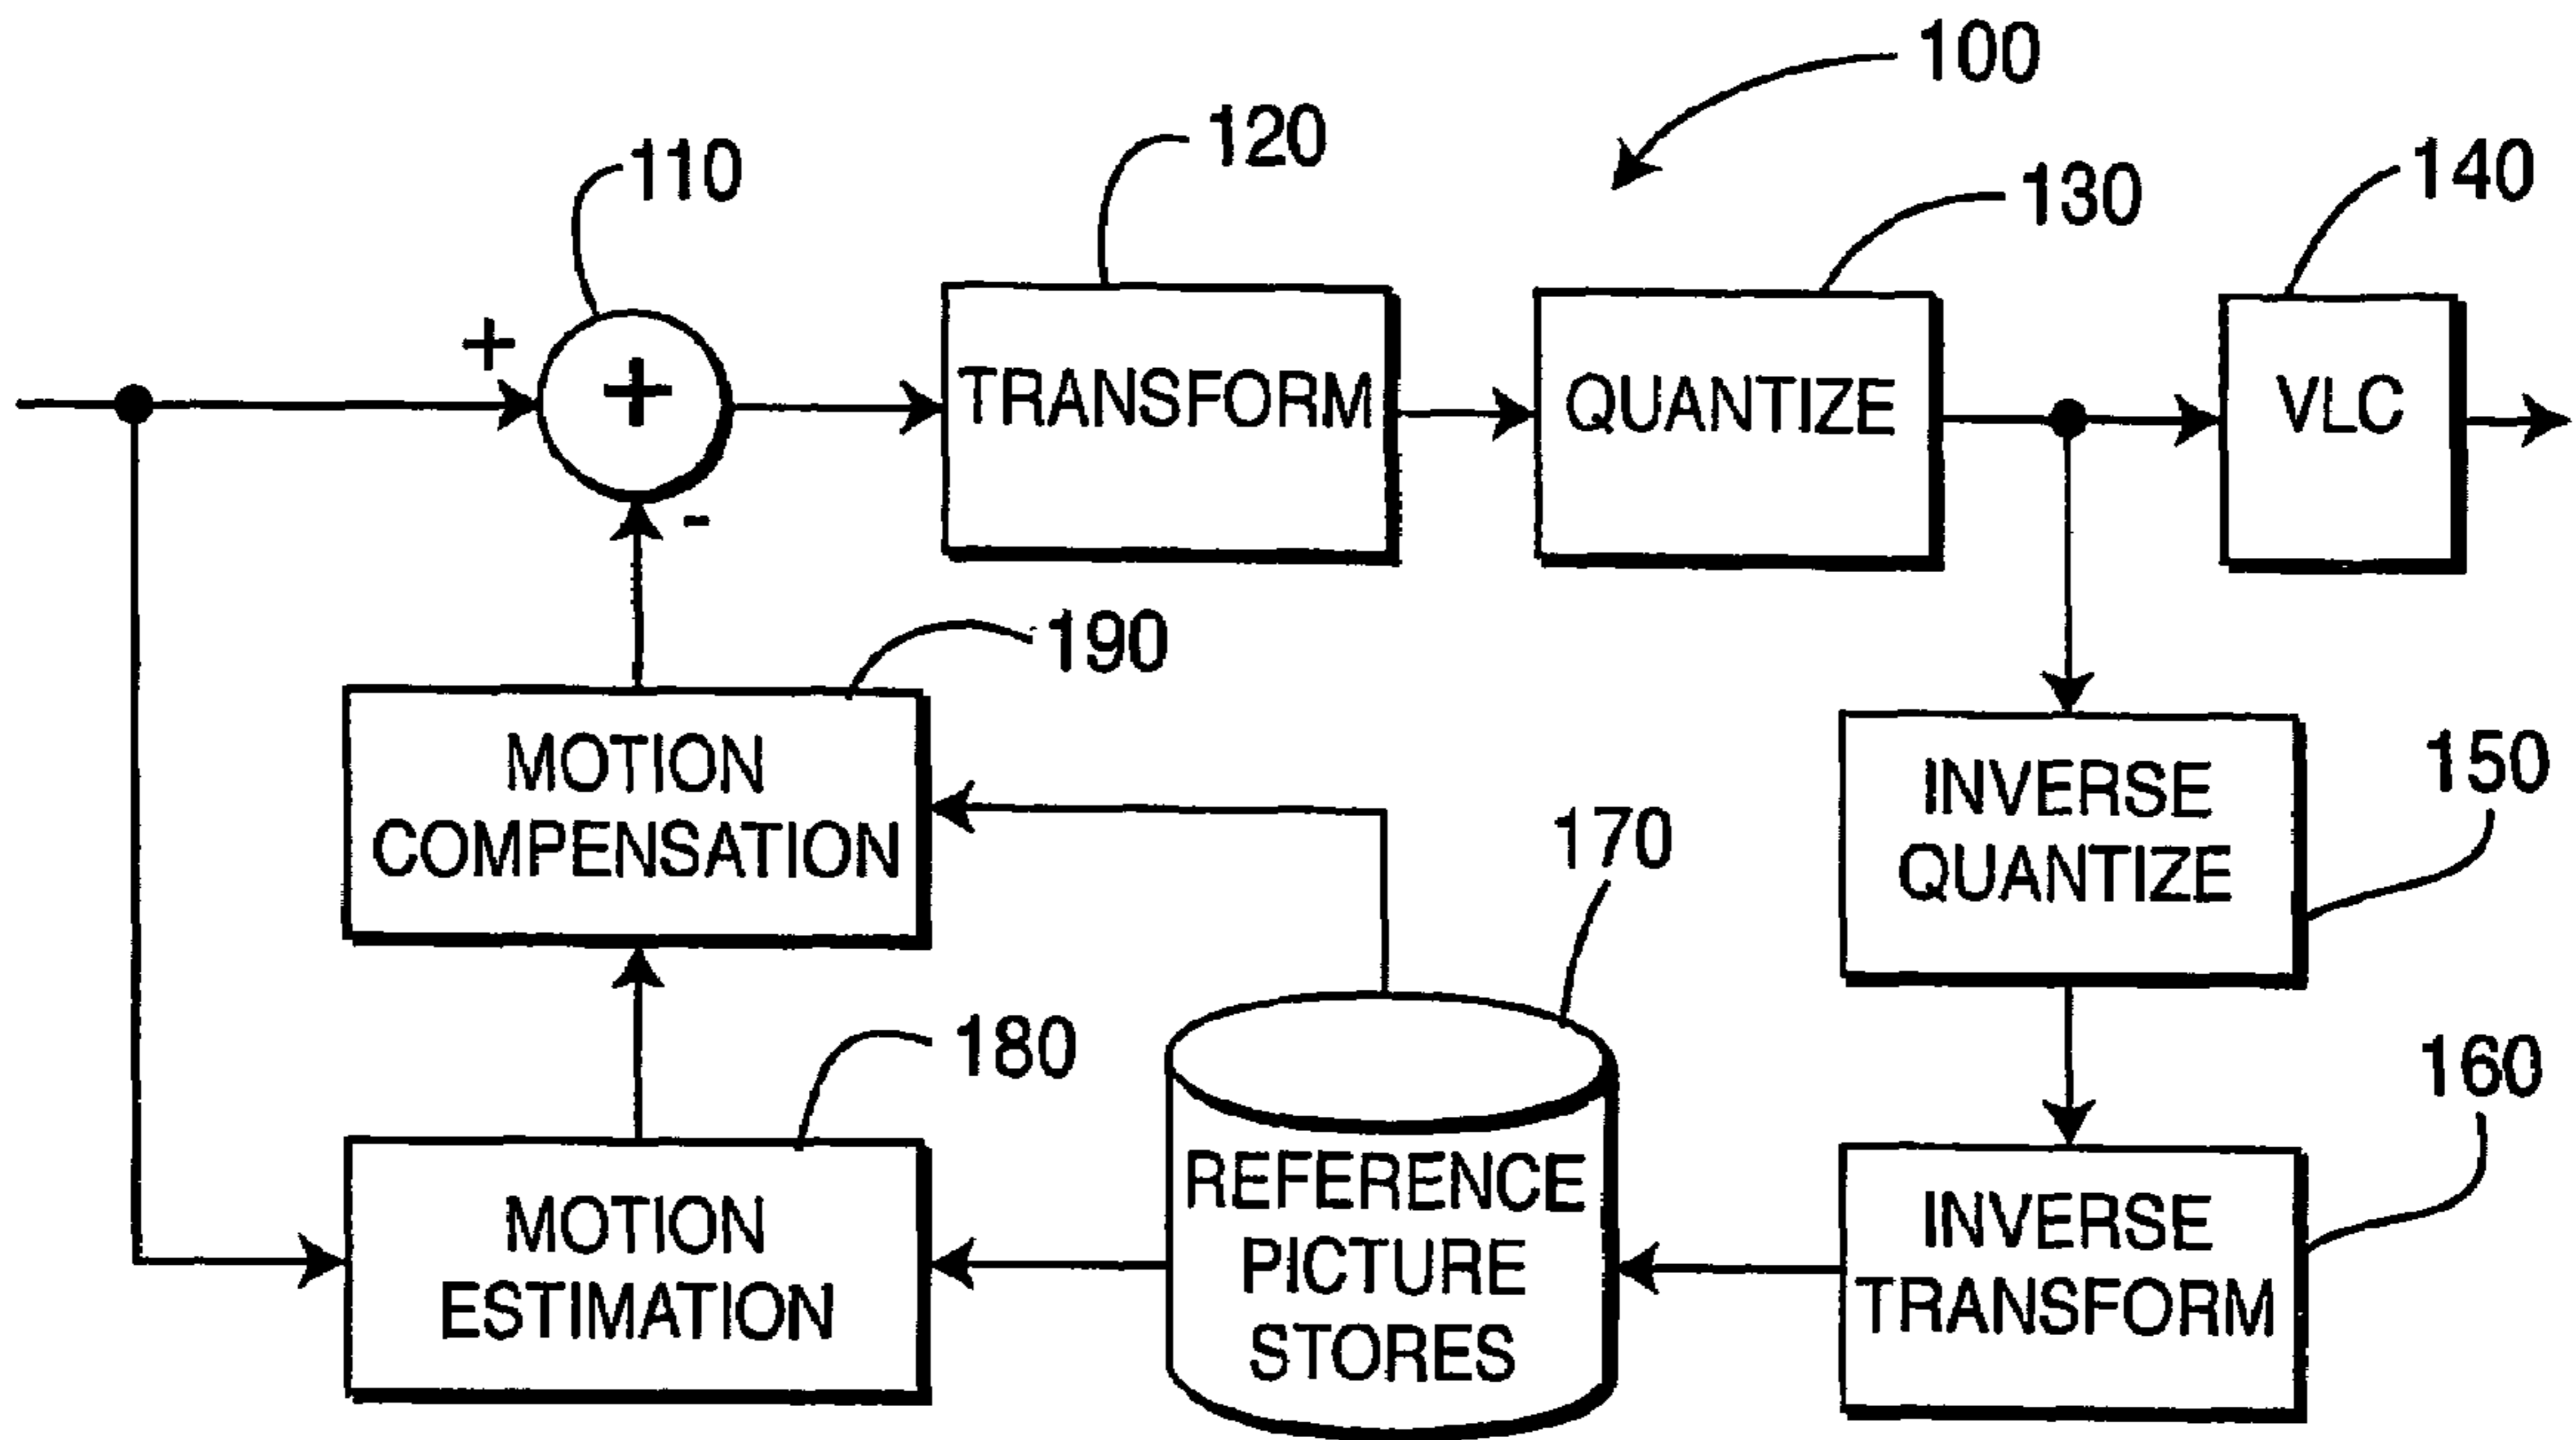 100
110
120
130
140
+
+
-
TRANSFORM
QUANTIZE
VLC
190
MOTION
COMPENSATION
170
INVERSE
QUANTIZE
150
180
MOTION
ESTIMATION
REFERENCE
PICTURE
STORES
160
INVERSE
TRANSFORM